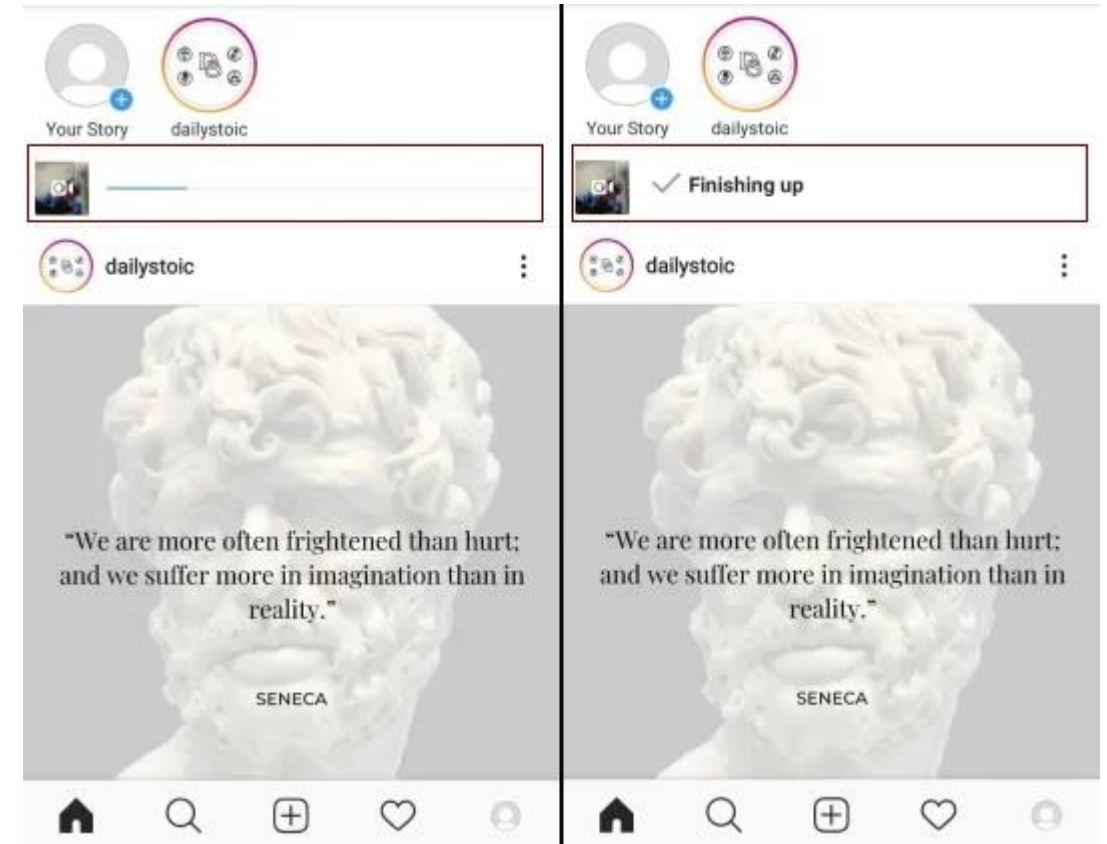 Your Story
dailystoic
dailystoic
“We are more often frightened than hurt;
and we suffer more in imagination than in
reality.”
SENECA
Your Story
dailystoic
Finishing up
dailystoic
“We are more often frightened than hurt;
and we suffer more in imagination than in
reality.”
SENECA